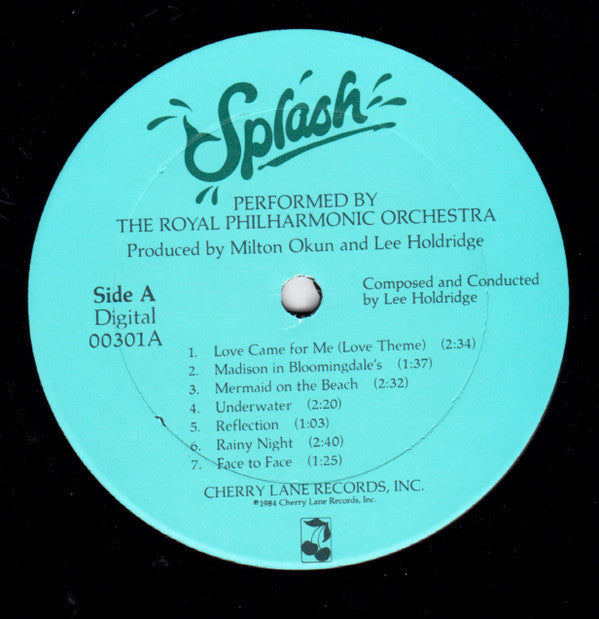 Splash
PERFORMED BY
THE ROYAL PHILHARMONIC ORCHESTRA
Produced by Milton Okun and Lee Holdridge
Side A
Digital
00301A
Composed and Conducted
by Lee Holdridge
1. Love Came for Me (Love Theme) (2:34)
2. Madison in Bloomingdale's (1:37)
3. Mermaid on the Beach (2:32)
4. Underwater (2:20)
5. Reflection (1:03)
6. Rainy Night (2:40)
7. Face to Face (1:25)
CHERRY LANE RECORDS, INC.
℗1984 Cherry Lane Records, Inc.